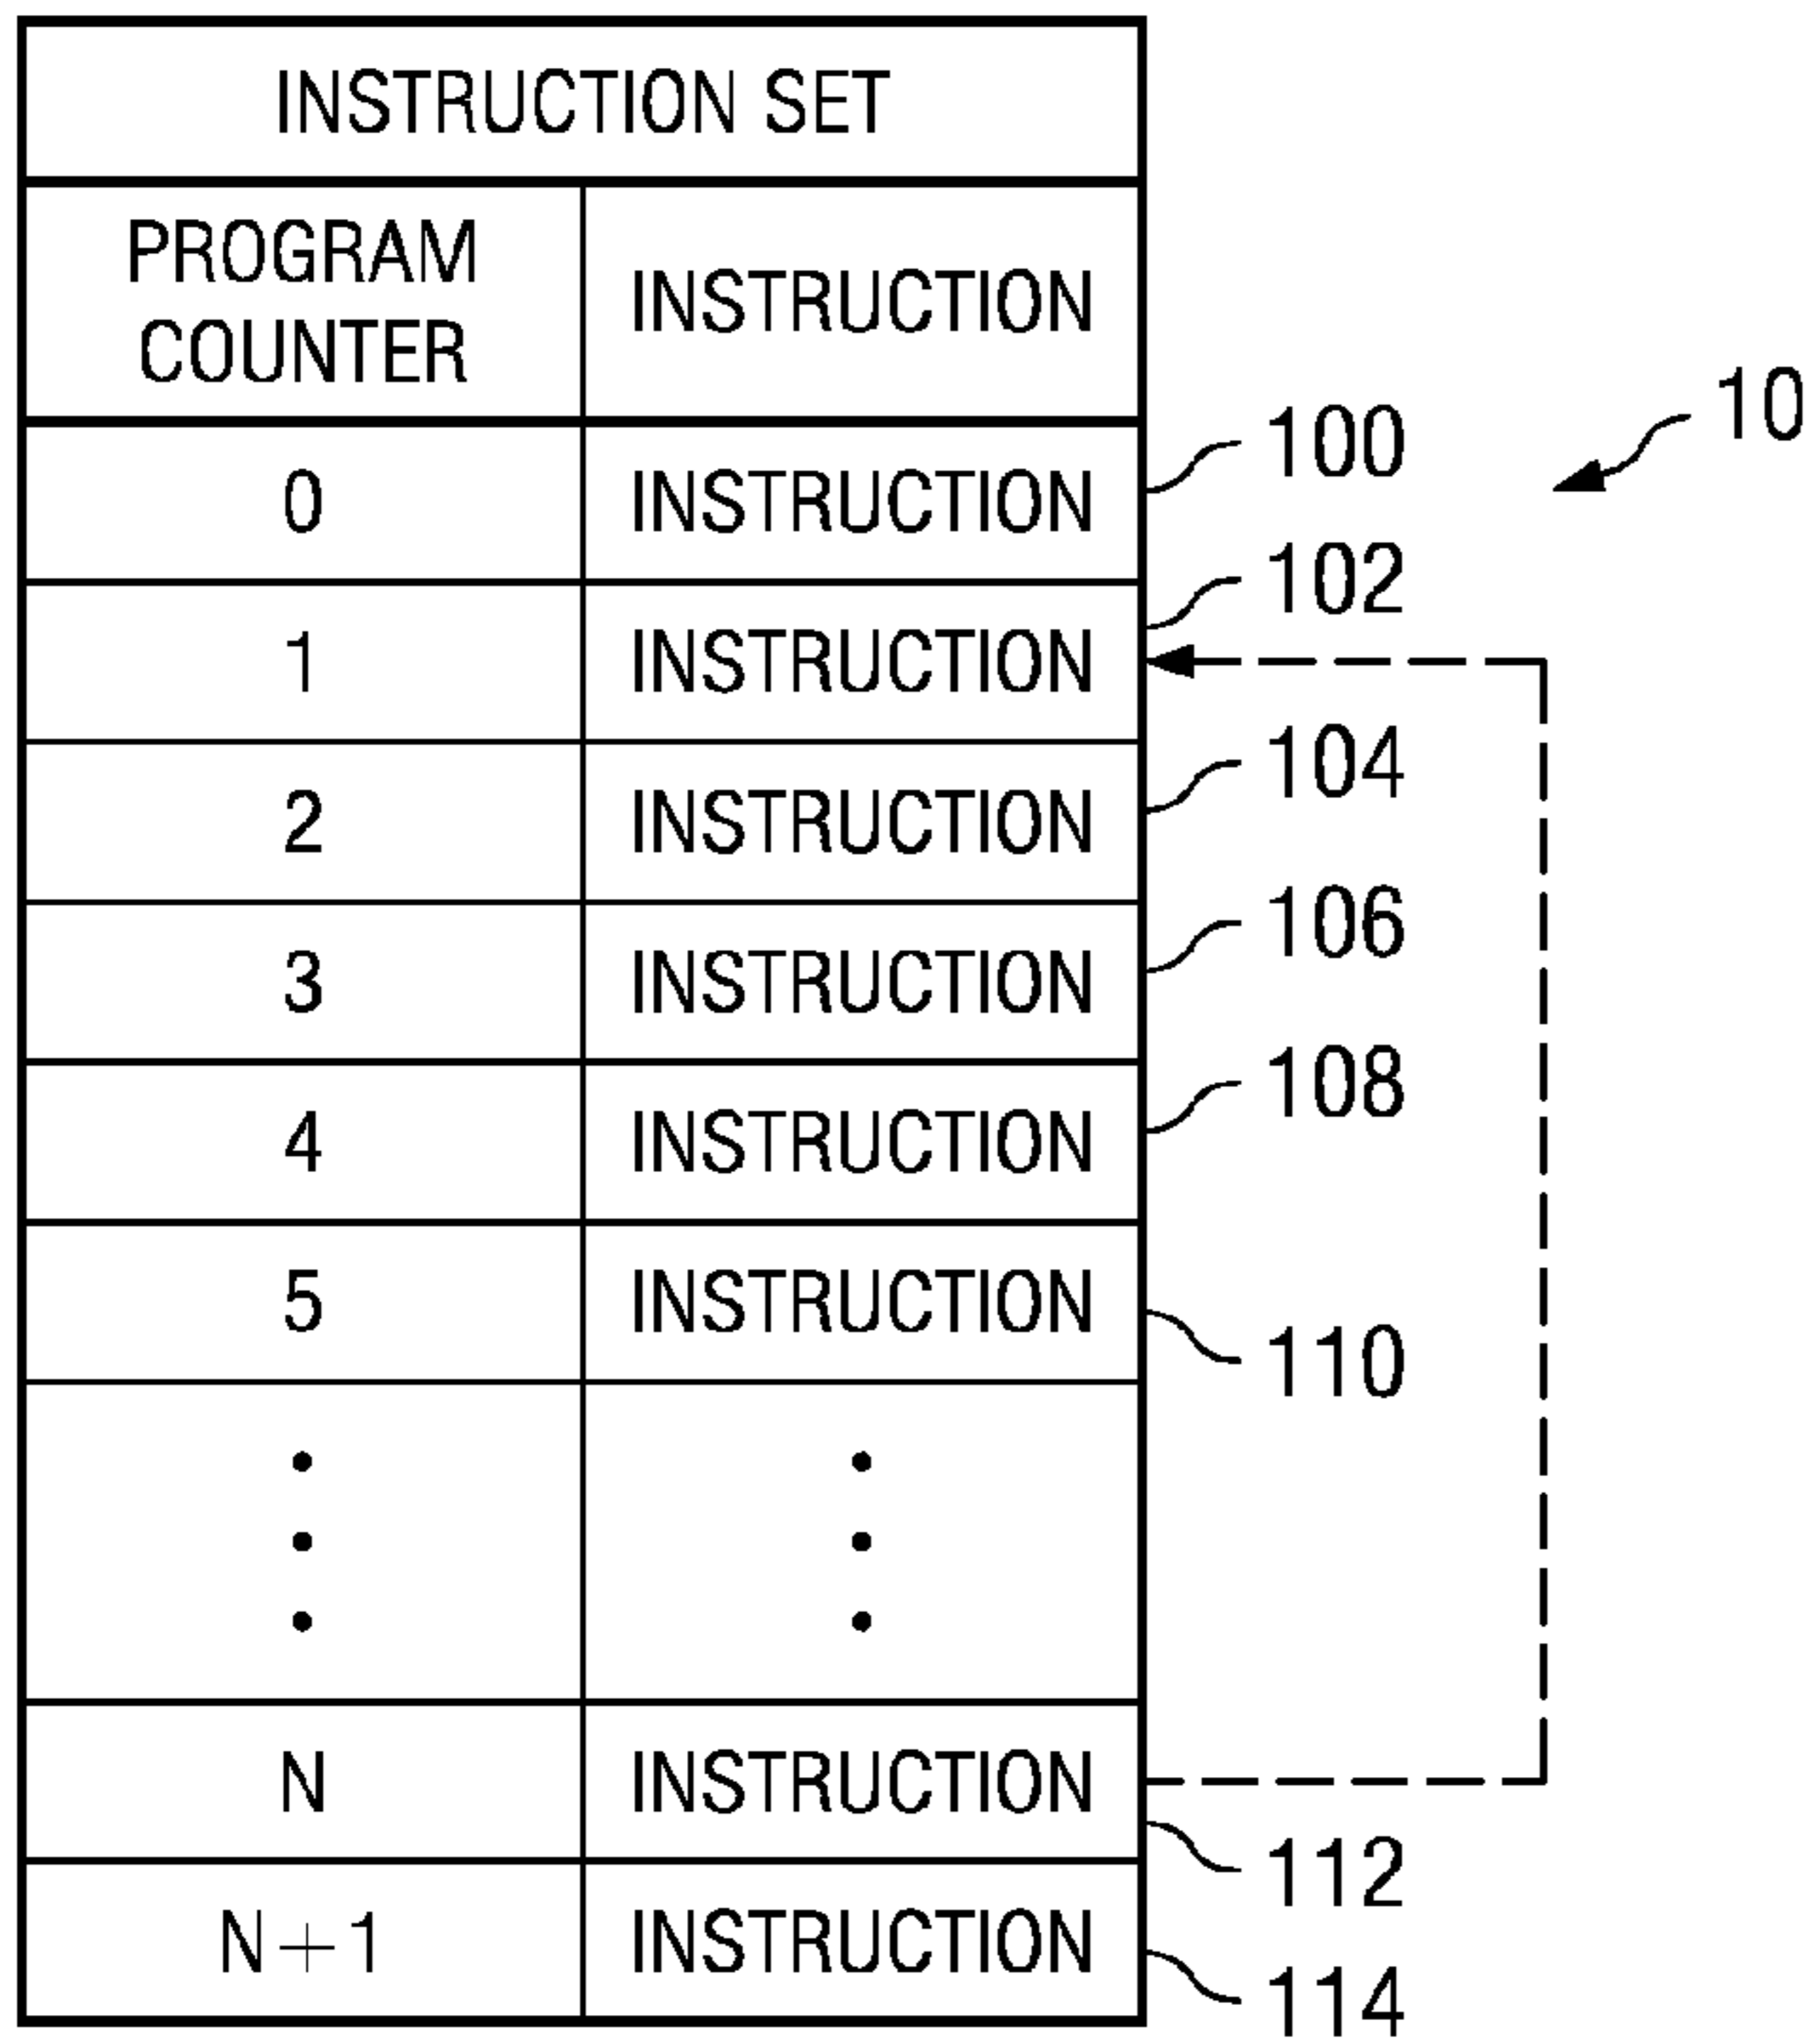 INSTRUCTION SET
PROGRAM
COUNTER
INSTRUCTION
10
0 INSTRUCTION 100
1 INSTRUCTION 102
2 INSTRUCTION 104
3 INSTRUCTION 106
4 INSTRUCTION 108
5 INSTRUCTION 110
N INSTRUCTION 112
N+1 INSTRUCTION 114